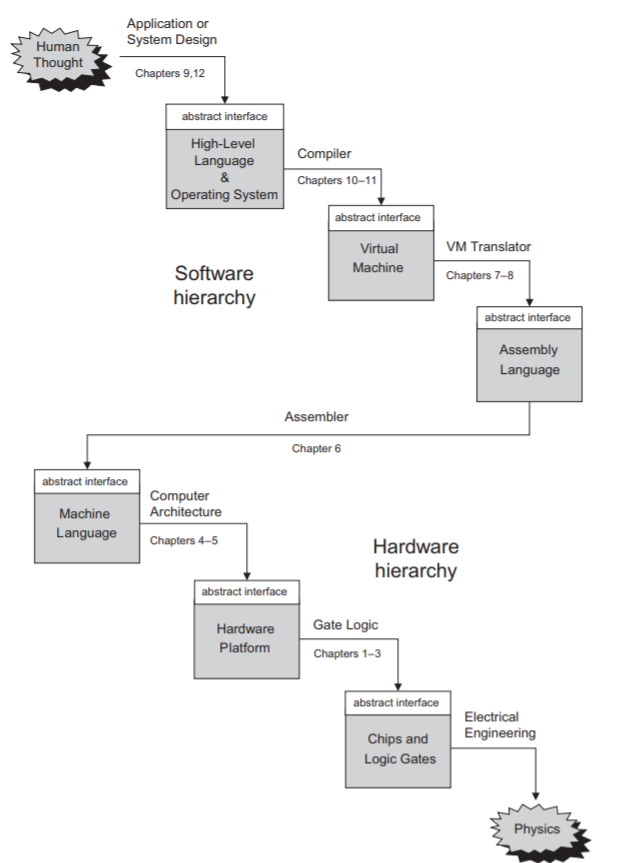 Application or
System Design
Human
Thought
Chapters 9,12
abstract interface
High-Level
Language
&
Operating System
Compiler
Chapters 10–11
abstract interface
Virtual
Machine
VM Translator
Chapters 7–8
Software
hierarchy
abstract interface
Assembly
Language
Assembler
Chapter 6
abstract interface
Machine
Language
Computer
Architecture
Chapters 4–5
Hardware
hierarchy
abstract interface
Hardware
Platform
Gate Logic
Chapters 1–3
abstract interface
Chips and
Logic Gates
Electrical
Engineering
Physics